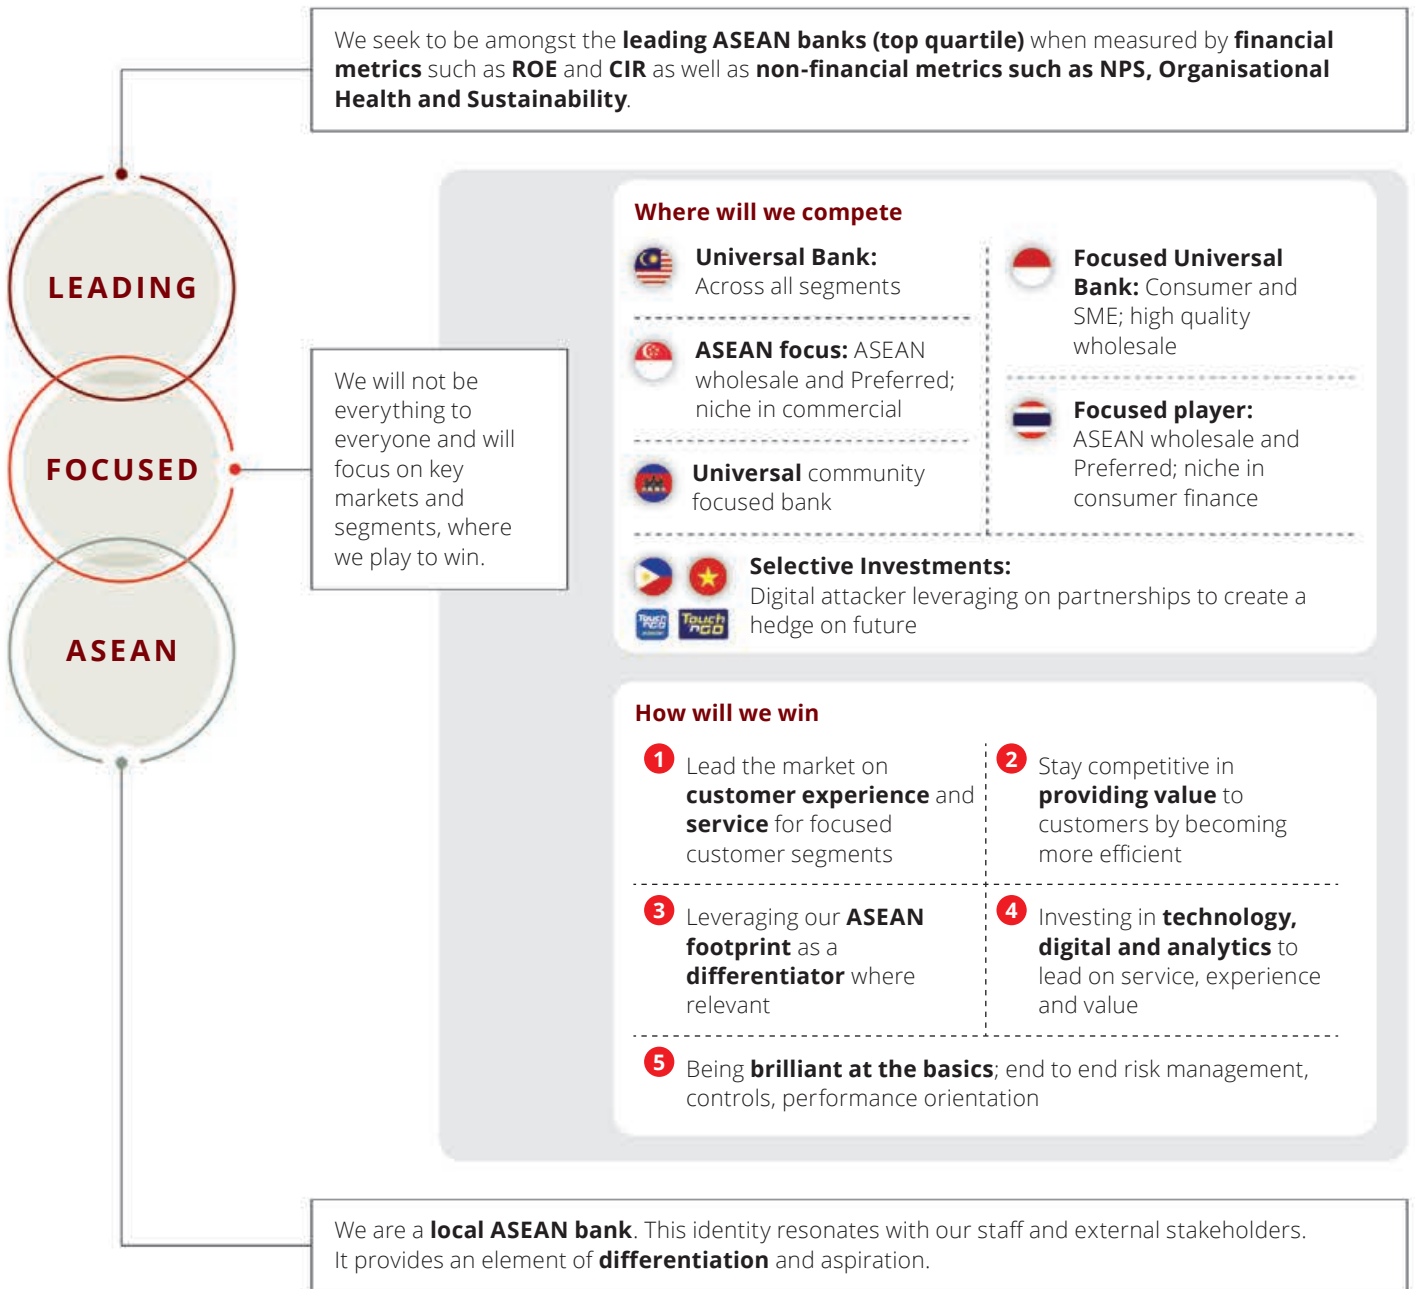 We seek to be amongst the leading ASEAN banks (top quartile) when measured by financial
metrics such as ROE and CIR as well as non-financial metrics such as NPS, Organisational
Health and Sustainability.
LEADING
FOCUSED
ASEAN
We will not be
everything to
everyone and will
focus on key
markets and
segments, where
we play to win.
Where will we compete
Universal Bank:
Across all segments
ASEAN focus: ASEAN
wholesale and Preferred;
niche in commercial
Universal community
focused bank
Focused Universal
Bank: Consumer and
SME; high quality
wholesale
Focused player:
ASEAN wholesale and
Preferred; niche in
consumer finance
Selective Investments:
Digital attacker leveraging on partnerships to create a
hedge on future
Touch
nGO
Touch
nGO
How will we win
1 Lead the market on
customer experience and
service for focused
customer segments
2 Stay competitive in
providing value to
customers by becoming
more efficient
3 Leveraging our ASEAN
footprint as a
differentiator where
relevant
4 Investing in technology,
digital and analytics to
lead on service, experience
and value
5 Being brilliant at the basics; end to end risk management,
controls, performance orientation
We are a local ASEAN bank. This identity resonates with our staff and external stakeholders.
It provides an element of differentiation and aspiration.